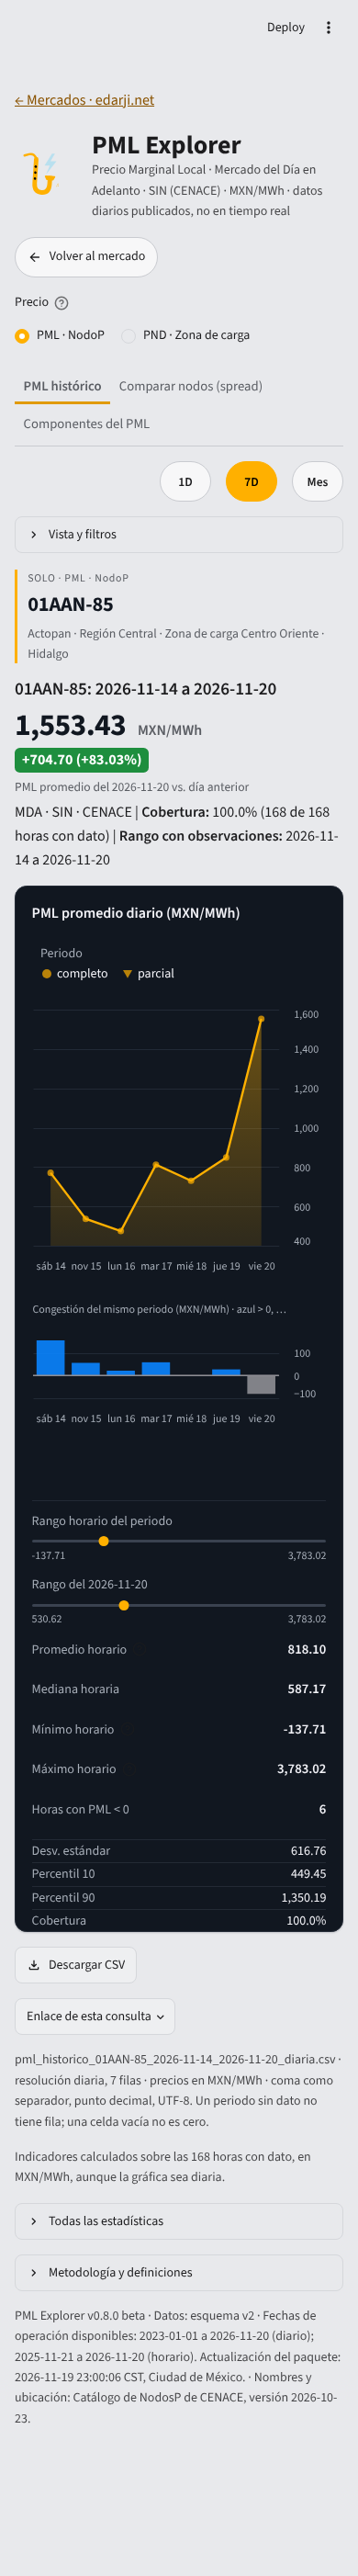 Deploy
← Mercados · edarji.net
PML Explorer
Precio Marginal Local · Mercado del Día en
Adelanto · SIN (CENACE) · MXN/MWh · datos
diarios publicados, no en tiempo real
← Volver al mercado
Precio ?
PML · NodoP PND · Zona de carga
PML histórico Comparar nodos (spread)
Componentes del PML
1D 7D Mes
Vista y filtros
SOLO · PML · NodoP
01AAN-85
Actopan · Región Central · Zona de carga Centro Oriente ·
Hidalgo
01AAN-85: 2026-11-14 a 2026-11-20
1,553.43 MXN/MWh
+704.70 (+83.03%)
PML promedio del 2026-11-20 vs. día anterior
MDA · SIN · CENACE | Cobertura: 100.0% (168 de 168
horas con dato) | Rango con observaciones: 2026-11-
14 a 2026-11-20
PML promedio diario (MXN/MWh)
Periodo
completo parcial
1,600
1,400
1,200
1,000
800
600
400
sáb 14 nov 15 lun 16 mar 17 mié 18 jue 19 vie 20
Congestión del mismo periodo (MXN/MWh) · azul > 0, …
100
0
−100
sáb 14 nov 15 lun 16 mar 17 mié 18 jue 19 vie 20
Rango horario del periodo
-137.71 3,783.02
Rango del 2026-11-20
530.62 3,783.02
Promedio horario 818.10
Mediana horaria 587.17
Mínimo horario -137.71
Máximo horario 3,783.02
Horas con PML < 0 6
Desv. estándar 616.76
Percentil 10 449.45
Percentil 90 1,350.19
Cobertura 100.0%
Descargar CSV
Enlace de esta consulta
pml_historico_01AAN-85_2026-11-14_2026-11-20_diaria.csv ·
resolución diaria, 7 filas · precios en MXN/MWh · coma como
separador, punto decimal, UTF-8. Un periodo sin dato no
tiene fila; una celda vacía no es cero.
Indicadores calculados sobre las 168 horas con dato, en
MXN/MWh, aunque la gráfica sea diaria.
Todas las estadísticas
Metodología y definiciones
PML Explorer v0.8.0 beta · Datos: esquema v2 · Fechas de
operación disponibles: 2023-01-01 a 2026-11-20 (diario);
2025-11-21 a 2026-11-20 (horario). Actualización del paquete:
2026-11-19 23:00:06 CST, Ciudad de México. · Nombres y
ubicación: Catálogo de NodosP de CENACE, versión 2026-10-
23.